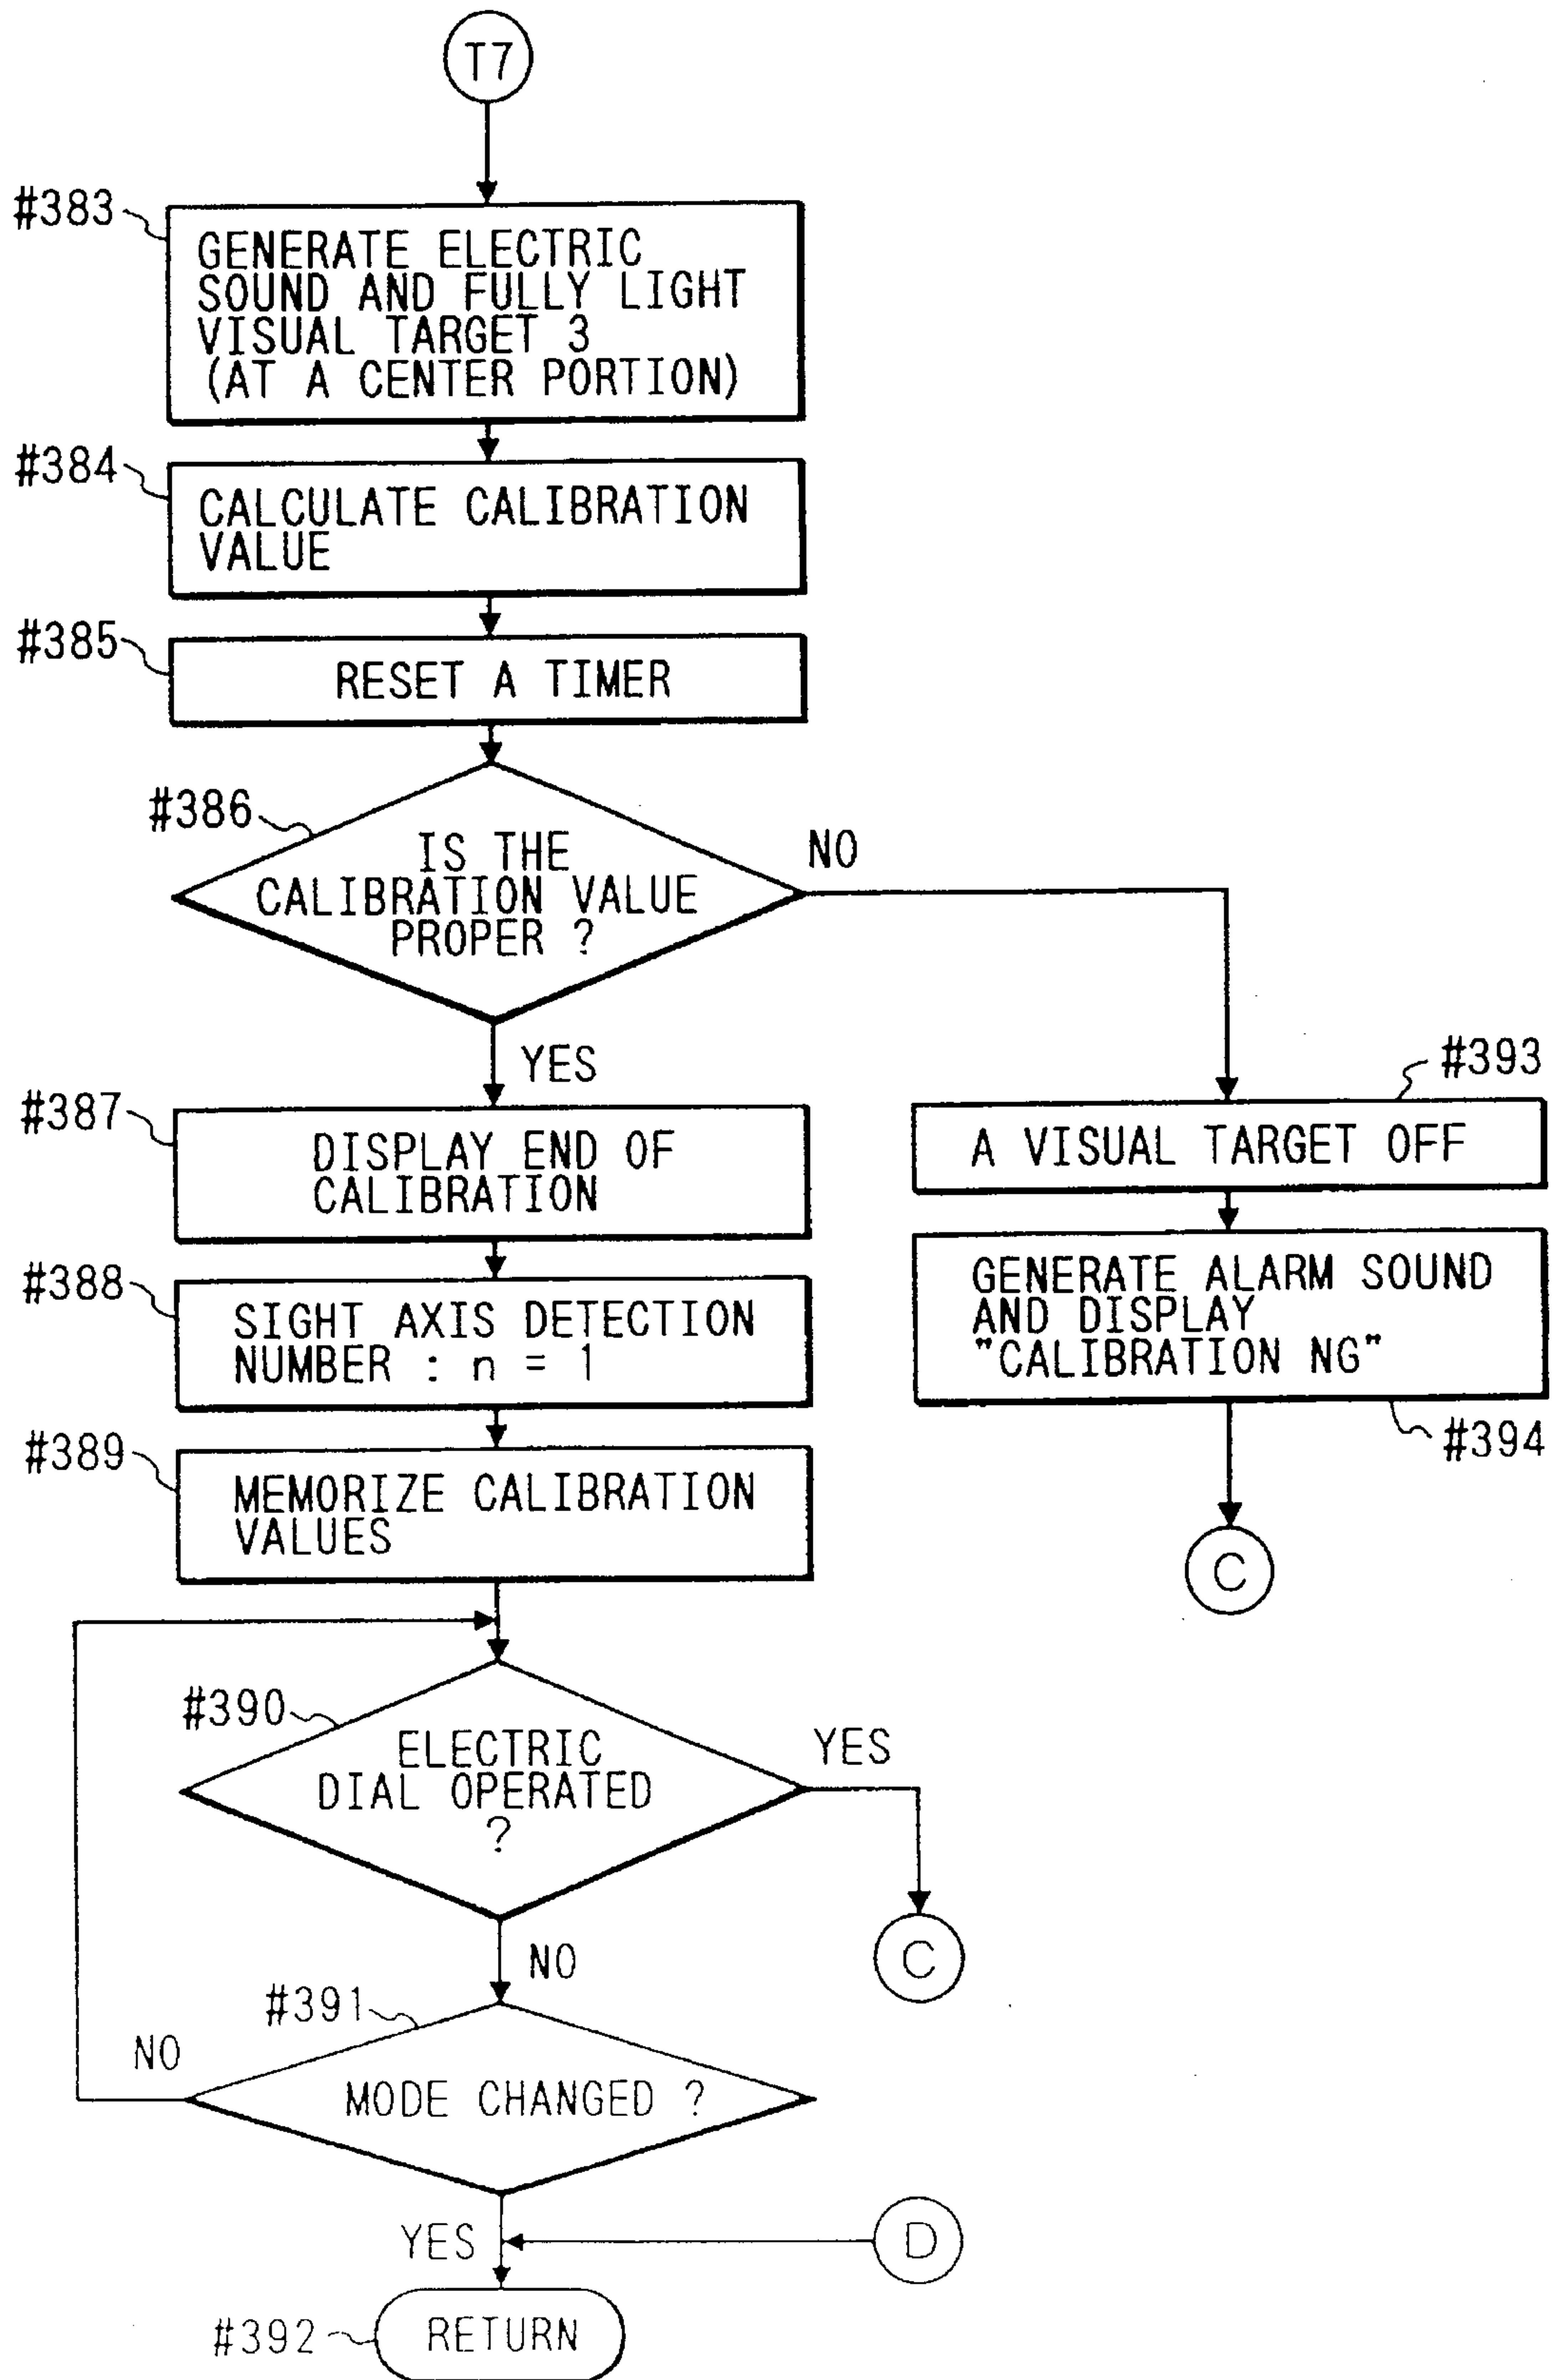 T7
#383
GENERATE ELECTRIC
SOUND AND FULLY LIGHT
VISUAL TARGET 3
(AT A CENTER PORTION)
#384
CALCULATE CALIBRATION
VALUE
#385
RESET A TIMER
#386
IS THE
CALIBRATION VALUE
PROPER ?
NO
YES
#387
DISPLAY END OF
CALIBRATION
#388
SIGHT AXIS DETECTION
NUMBER : n = 1
#389
MEMORIZE CALIBRATION
VALUES
#393
A VISUAL TARGET OFF
GENERATE ALARM SOUND
AND DISPLAY
"CALIBRATION NG"
#394
C
#390
ELECTRIC
DIAL OPERATED
?
YES
C
NO
#391
MODE CHANGED ?
NO
YES
D
#392
RETURN